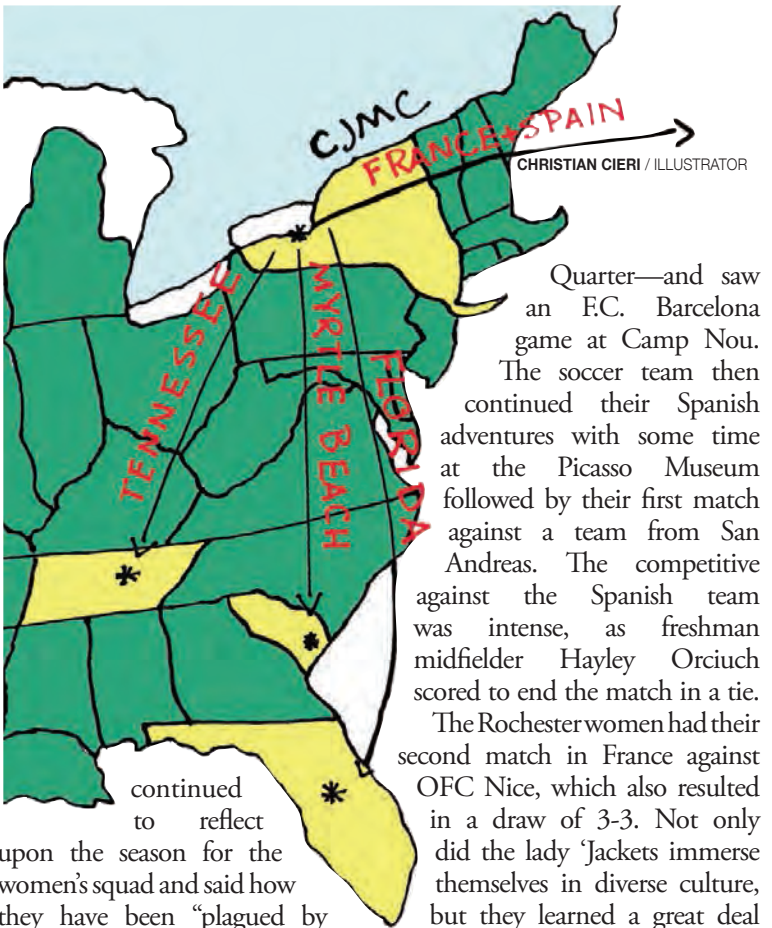 CJMC
FRANCE + SPAIN
CHRISTIAN CIERI / ILLUSTRATOR
TENNESSEE
MYRTLE BEACH
FLORIDA
continued
to reflect
upon the season for the
women’s squad and said how
they have been “plagued by
Quarter—and saw
an F.C. Barcelona
game at Camp Nou.
The soccer team then
continued their Spanish
adventures with some time
at the Picasso Museum
followed by their first match
against a team from San
Andreas. The competitive
against the Spanish team
was intense, as freshman
midfielder Hayley Orciuch
scored to end the match in a tie.
The Rochester women had their
second match in France against
OFC Nice, which also resulted
in a draw of 3-3. Not only
did the lady ‘Jackets immerse
themselves in diverse culture,
but they learned a great deal